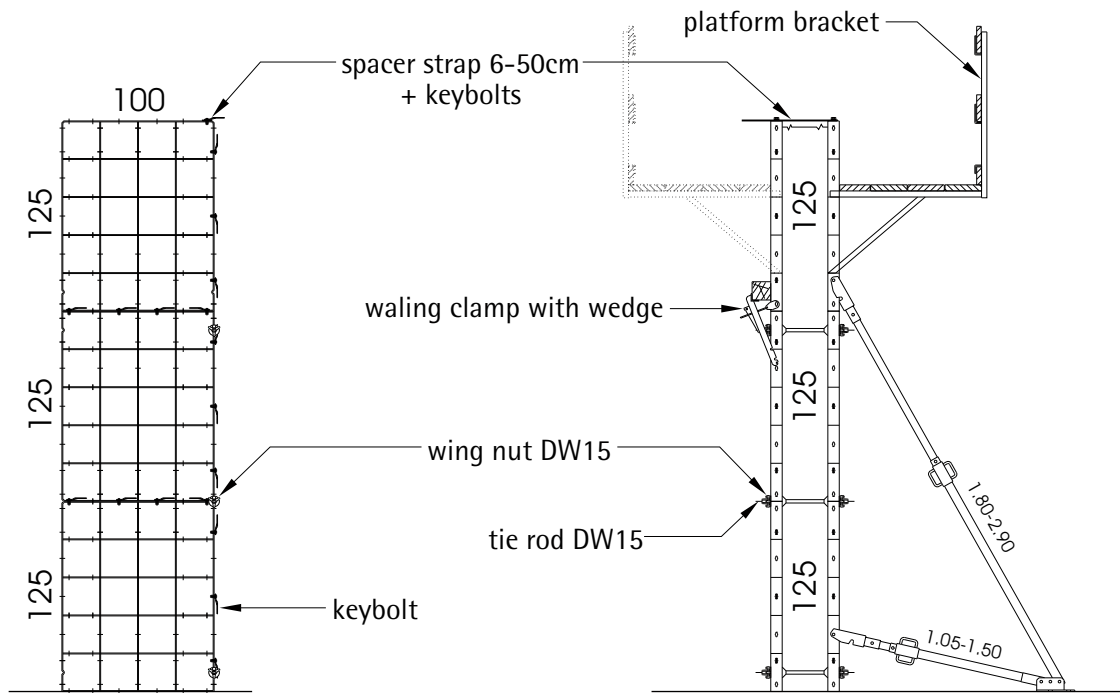 platform bracket
spacer strap 6-50cm
+ keybolts
100
125
125
waling clamp with wedge
125
125
wing nut DW15
1.80-2.90
tie rod DW15
125
125
keybolt
1.05-1.50